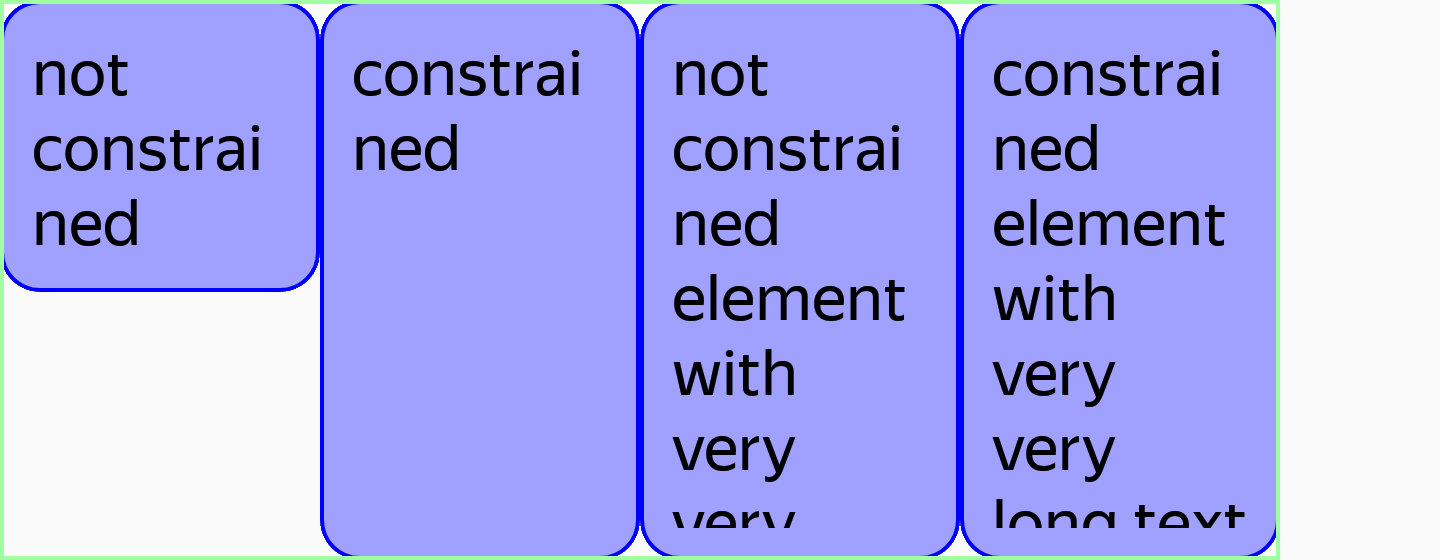 not
constrai
ned
constrai
ned
not
constrai
ned
element
with
very
very
constrai
ned
element
with
very
very
long text